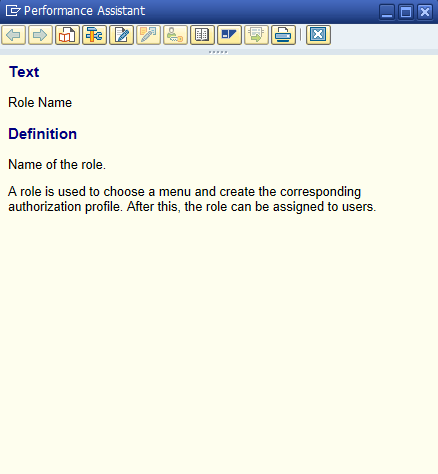 Performance Assistant
Text
Role Name
Definition
Name of the role.
A role is used to choose a menu and create the corresponding
authorization profile. After this, the role can be assigned to users.